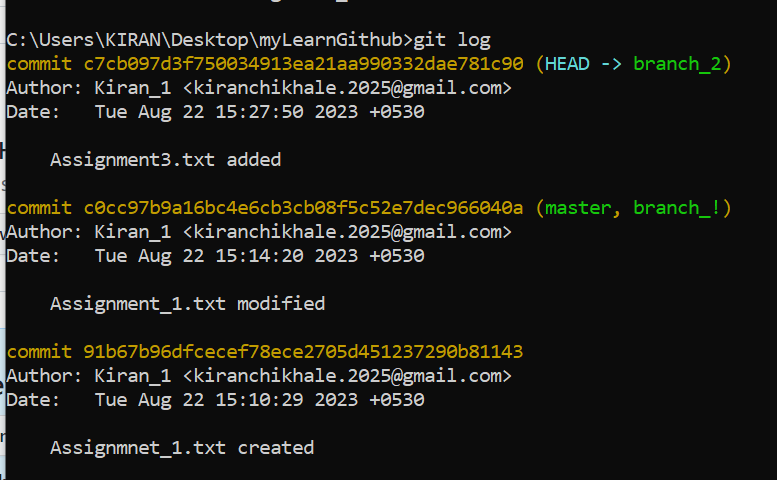 C:\Users\KIRAN\Desktop\myLearnGithub>git log
commit c7cb097d3f750034913ea21aa990332dae781c90 (HEAD -> branch_2)
Author: Kiran_1 <kiranchikhale.2025@gmail.com>
Date:   Tue Aug 22 15:27:50 2023 +0530
Assignment3.txt added
commit c0cc97b9a16bc4e6cb3cb08f5c52e7dec966040a (master, branch_!)
Author: Kiran_1 <kiranchikhale.2025@gmail.com>
Date:   Tue Aug 22 15:14:20 2023 +0530
Assignment_1.txt modified
commit 91b67b96dfcecef78ece2705d451237290b81143
Author: Kiran_1 <kiranchikhale.2025@gmail.com>
Date:   Tue Aug 22 15:10:29 2023 +0530
Assignmnet_1.txt created